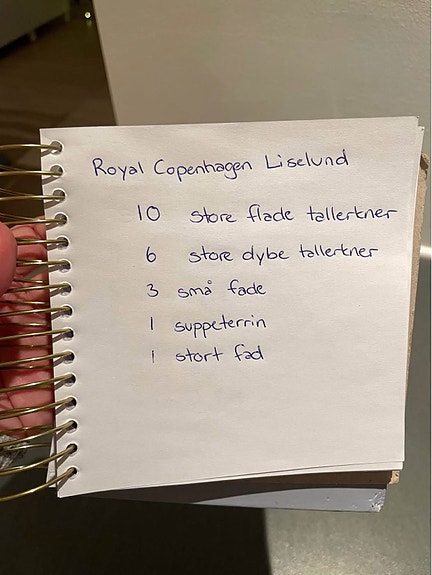 Royal Copenhagen Liselund
10 store flade tallerkner
6 store dybe tallerkner
3 små fade
1 suppeterrin
1 stort fad